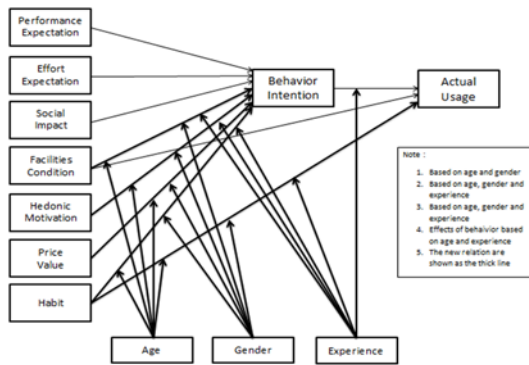 Performance
Expectation
Effort
Expectation
Social
Impact
Facilities
Condition
Hedonic
Motivation
Price
Value
Habit
Behavior
Intention
Actual
Usage
Age
Gender
Experience
Note :
1. Based on age and gender
2. Based on age, gender and
experience
3. Based on age, gender and
experience
4. Effects of behaivior based
on age and experience
5. The new relation are
shown as the thick line